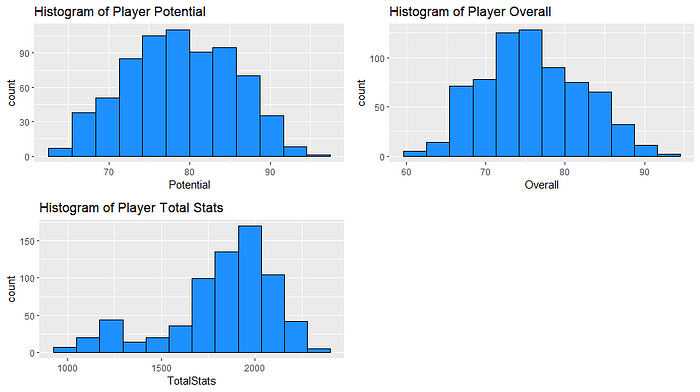 Histogram of Player Potential
90
60
30
0
count
70 80 90
Potential
Histogram of Player Overall
100
50
0
count
60 70 80 90
Overall
Histogram of Player Total Stats
150
100
50
0
count
1000 1500 2000
TotalStats